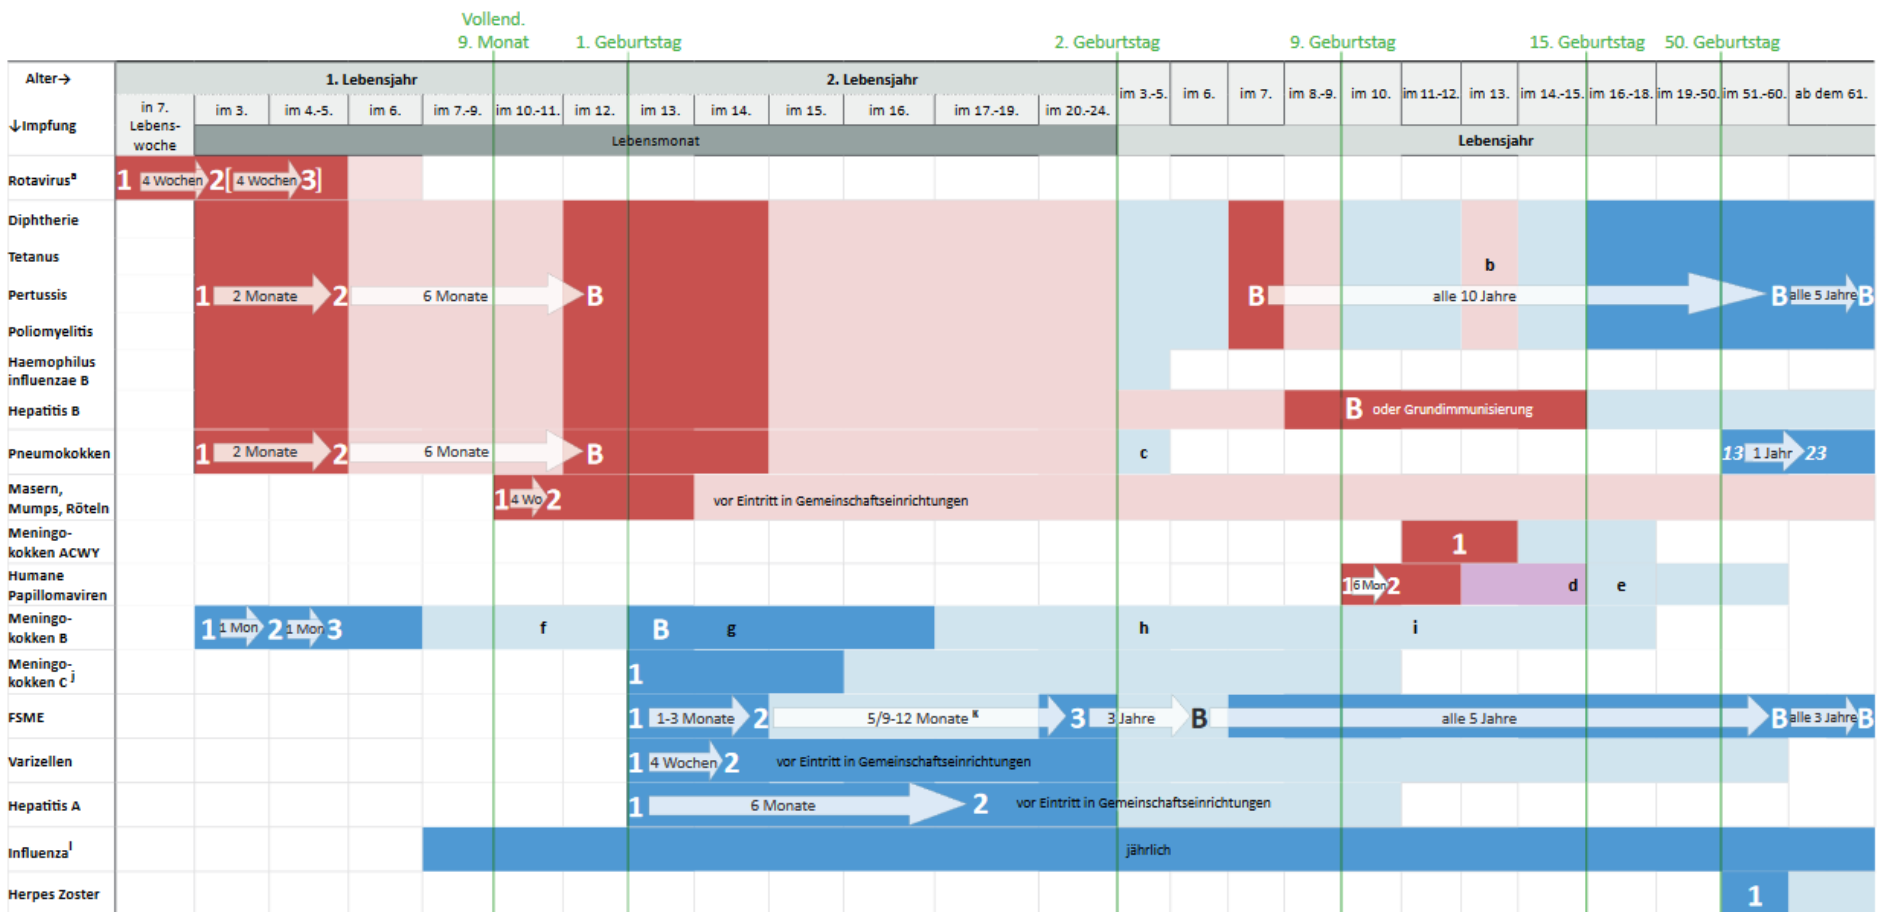 Vollend.
9. Monat 1. Geburtstag 2. Geburtstag 9. Geburtstag 15. Geburtstag 50. Geburtstag
Alter→ 1. Lebensjahr 2. Lebensjahr
in 7. Lebens- woche im 3. im 4.-5. im 6. im 7.-9. im 10.-11. im 12. im 13. im 14. im 15. im 16. im 17.-19. im 20.-24. im 3.-5. im 6. im 7. im 8.-9. im 10. im 11.-12. im 13. im 14.-15. im 16.-18. im 19.-50. im 51.-60. ab dem 61.
↓Impfung
Lebensmonat Lebensjahr
Rotavirusᵃ 1 4 Wochen 2 [ 4 Wochen 3]
Diphtherie
Tetanus b
Pertussis 1 2 Monate 2 6 Monate B B alle 10 Jahre B alle 5 Jahre B
Poliomyelitis
Haemophilus
influenzae B
Hepatitis B B oder Grundimmunisierung
Pneumokokken 1 2 Monate 2 6 Monate B c 13 1 Jahr 23
Masern,
Mumps, Röteln 1 4 Wo 2 vor Eintritt in Gemeinschaftseinrichtungen
Meningo-
kokken ACWY 1
Humane
Papillomaviren 1 6 Mon 2 d e
Meningo-
kokken B 1 1 Mon 2 1 Mon 3 f B g h i
Meningo-
kokken C ʲ 1
FSME 1 1-3 Monate 2 5/9-12 Monate ᴷ 3 3 Jahre B alle 5 Jahre B alle 3 Jahre B
Varizellen 1 4 Wochen 2 vor Eintritt in Gemeinschaftseinrichtungen
Hepatitis A 1 6 Monate 2 vor Eintritt in Gemeinschaftseinrichtungen
Influenzaˡ jährlich
Herpes Zoster 1